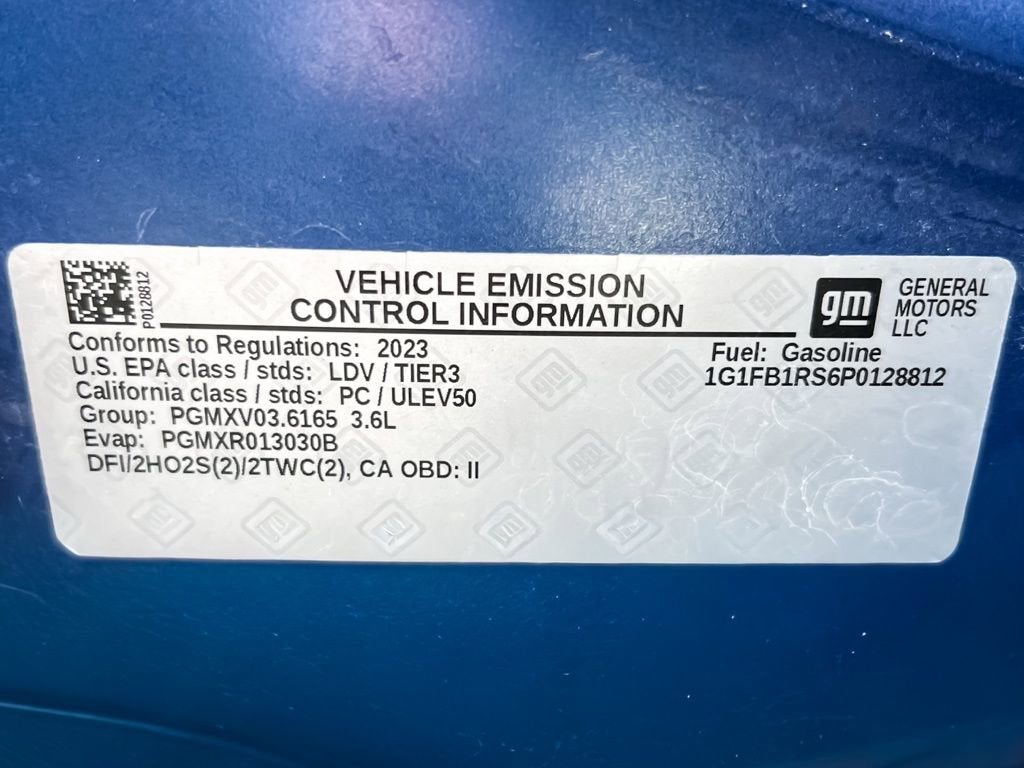 P0128812
VEHICLE EMISSION
CONTROL INFORMATION
gm
GENERAL
MOTORS
LLC
Conforms to Regulations: 2023
U.S. EPA class / stds: LDV / TIER3
California class / stds: PC / ULEV50
Group: PGMXV03.6165 3.6L
Evap: PGMXR013030B
DFI/2HO2S(2)/2TWC(2), CA OBD: II
Fuel: Gasoline
1G1FB1RS6P0128812